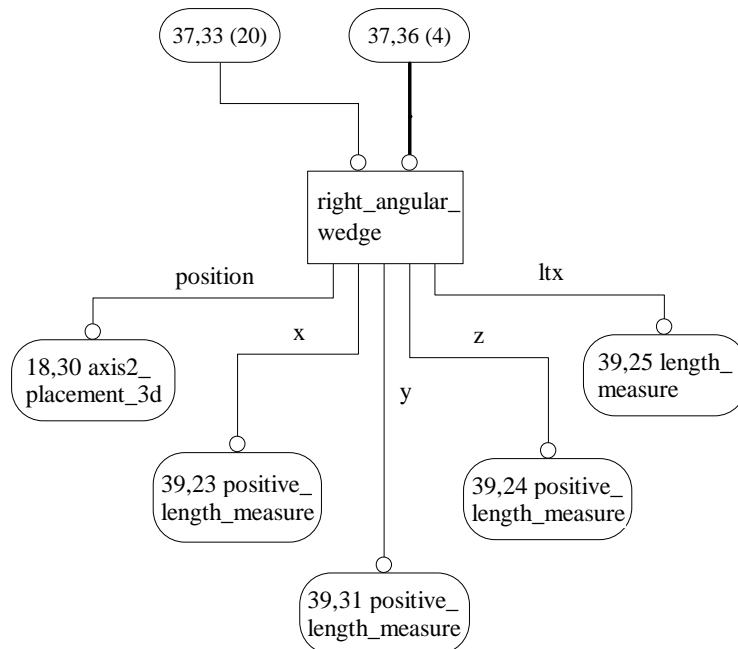 37,33 (20)
37,36 (4)
right_angular_
wedge
position
ltx
x
z
y
18,30 axis2_
placement_3d
39,25 length_
measure
39,23 positive_
length_measure
39,24 positive_
length_measure
39,31 positive_
length_measure